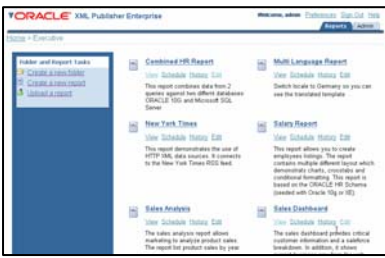 ORACLE XML Publisher Enterprise
Welcome, admin Preferences Sign Out Help
Reports Admin
Home > Executive
Folder and Report Tasks
Create a new folder
Create a new report
Upload a report
Combined HR Report
View Schedule History Edit
This report combines data from 2
queries against two different databases
ORACLE 10G and Microsoft SQL
Server
Multi Language Report
View Schedule History Edit
Switch locale to Germany so you can
see the translated template
New York Times
View Schedule History Edit
This report demonstrates the use of
HTTP XML data sources. It connects
to the New York Times RSS feed.
Salary Report
View Schedule History Edit
This report allows you to create
employees listings. The report
contains multiple different layout which
demonstrats charts, crosstabs and
conditional formatting. This report is
based on the ORACLE HR Schema
(seeded with Oracle 10g or XE).
Sales Analysis
View Schedule History Edit
The sales analysis report allows
marketing to analyze product sales.
The report list product sales by year
Sales Dashboard
View Schedule History Edit
The sales dashboard provides critical
customer information and a salesforce
breakdown. In addition, it shows